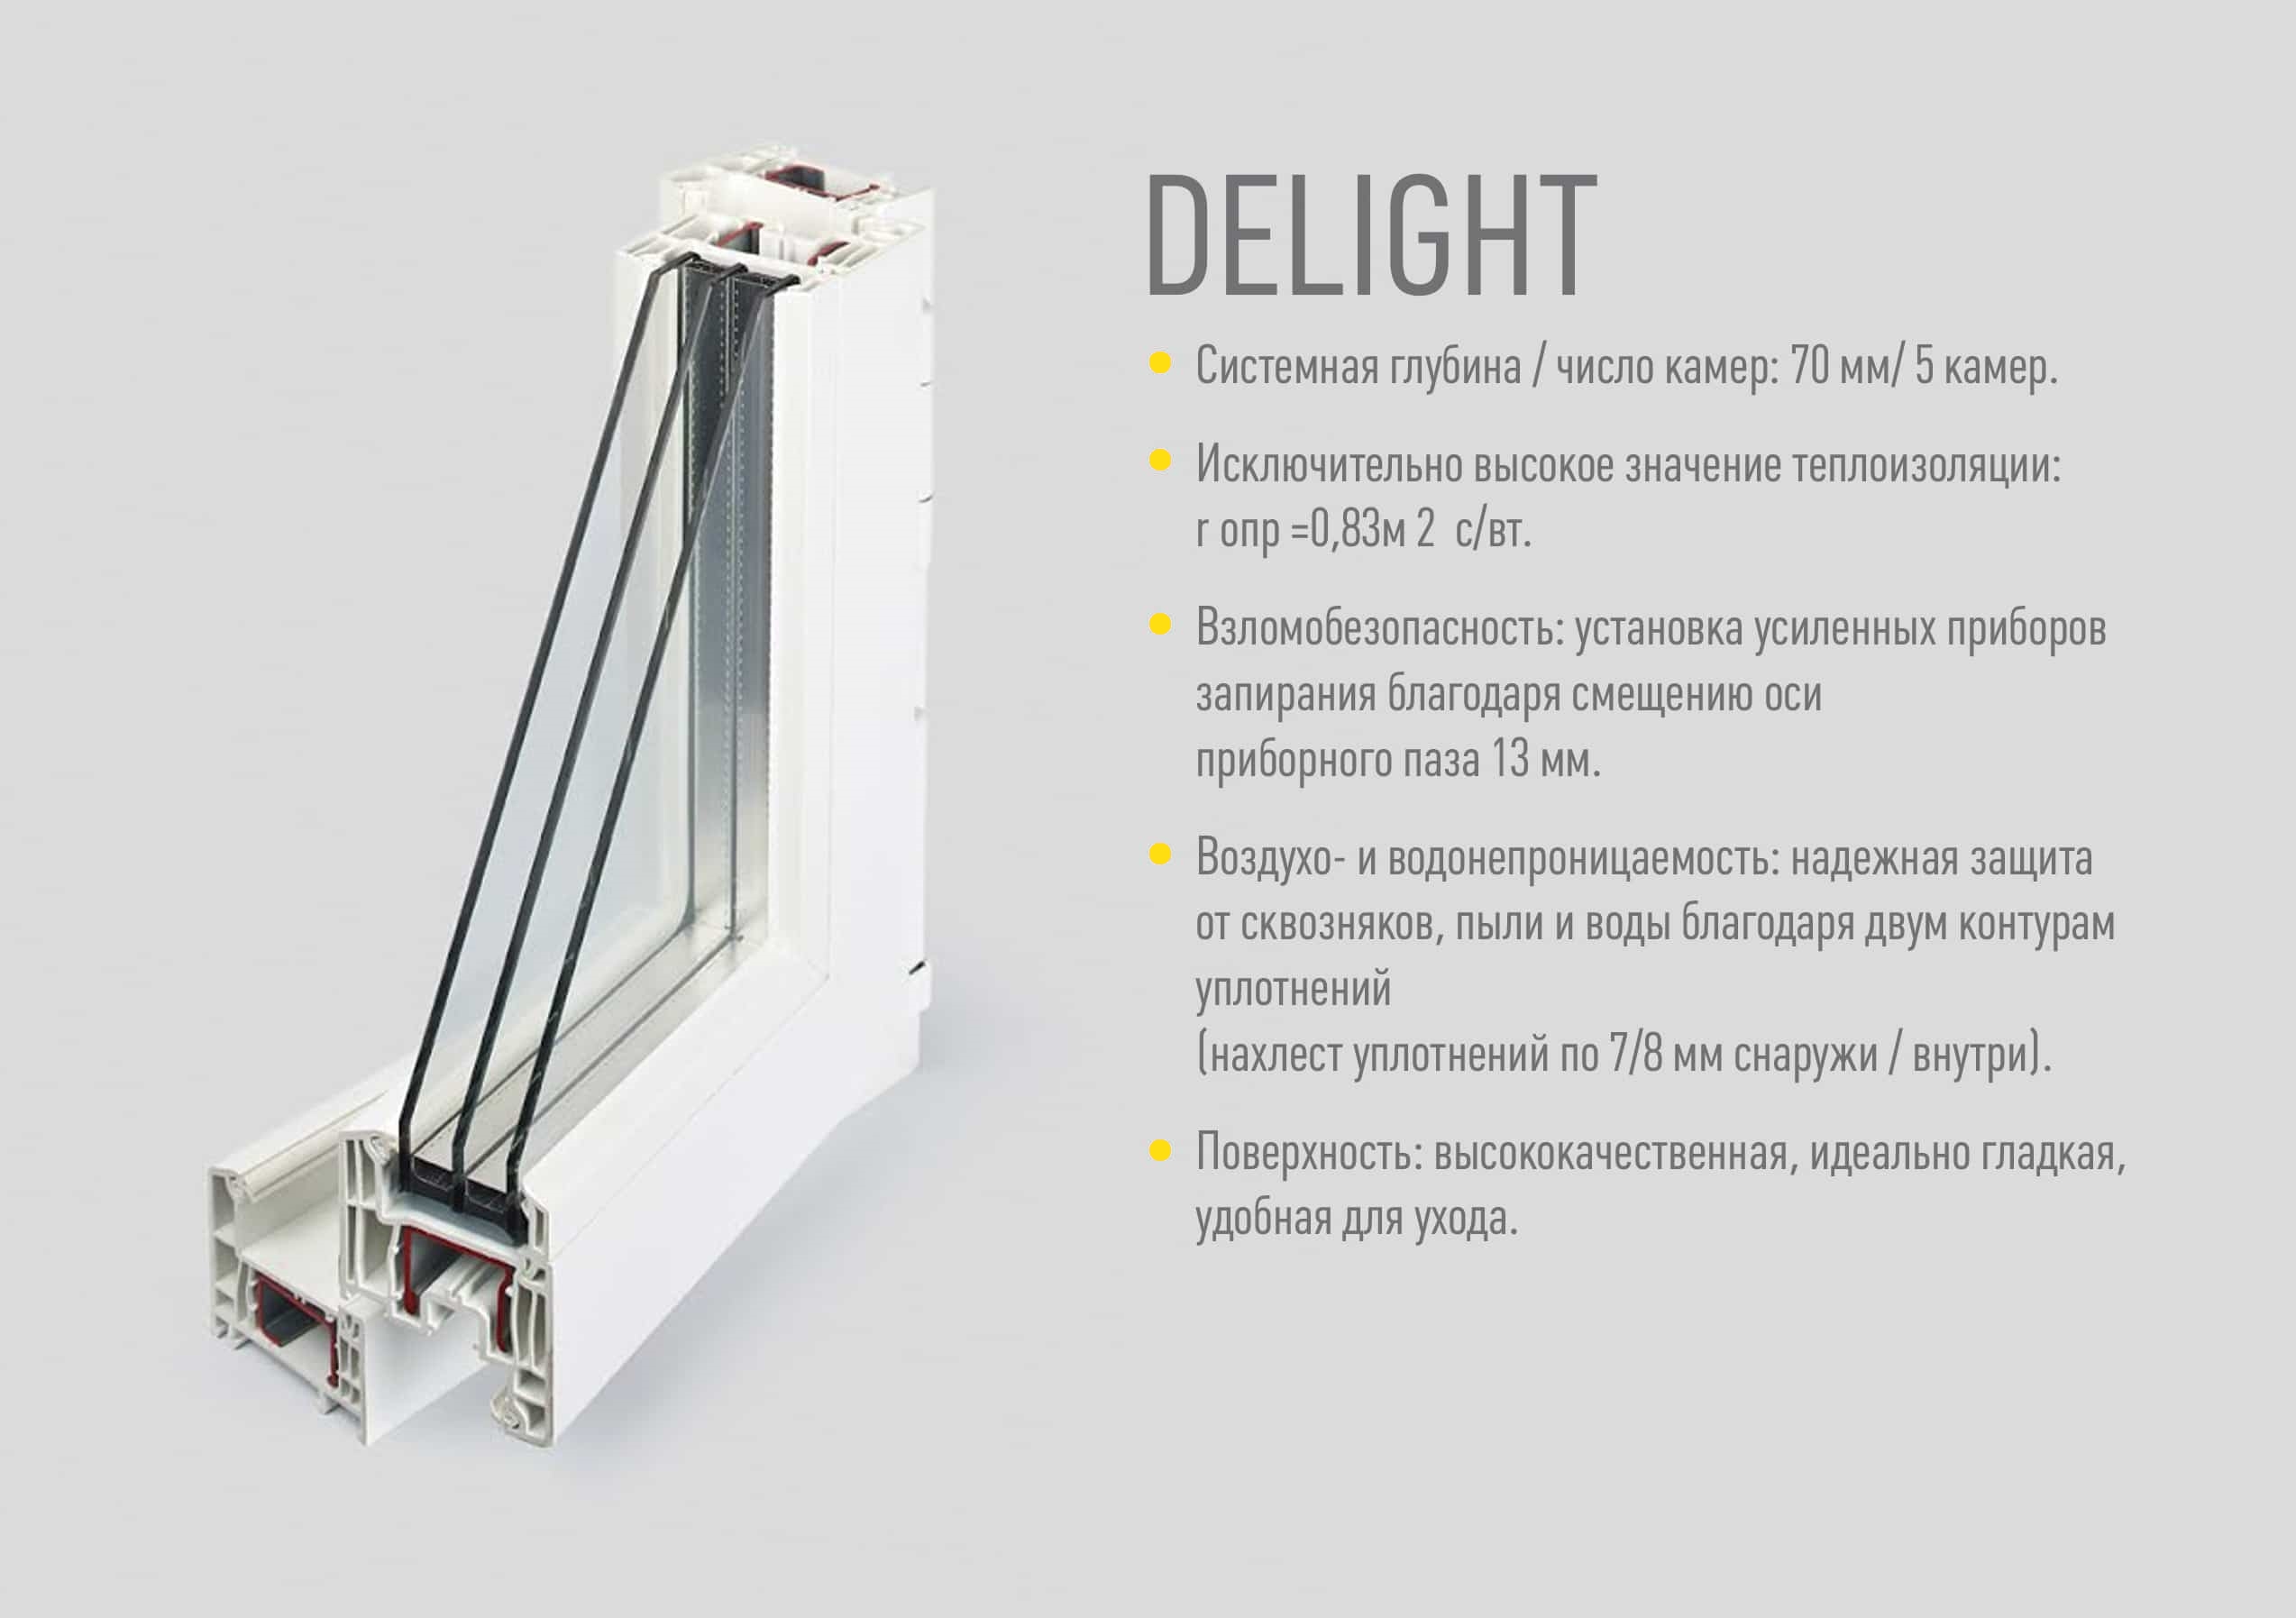 DELIGHT
Системная глубина / число камер: 70 мм/ 5 камер.
Исключительно высокое значение теплоизоляции:
r опр =0,83м 2  с/вт.
Взломобезопасность: установка усиленных приборов
запирания благодаря смещению оси
приборного паза 13 мм.
Воздухо- и водонепроницаемость: надежная защита
от сквозняков, пыли и воды благодаря двум контурам
уплотнений
(нахлест уплотнений по 7/8 мм снаружи / внутри).
Поверхность: высококачественная, идеально гладкая,
удобная для ухода.